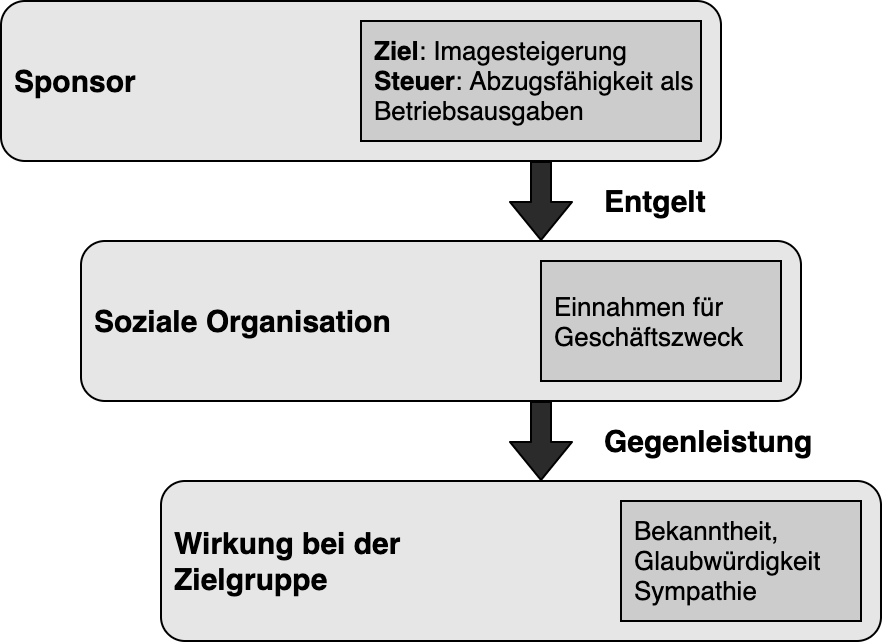 Sponsor
Ziel: Imagesteigerung
Steuer: Abzugsfähigkeit als
Betriebsausgaben
Entgelt
Soziale Organisation
Einnahmen für
Geschäftszweck
Gegenleistung
Wirkung bei der
Zielgruppe
Bekanntheit,
Glaubwürdigkeit
Sympathie